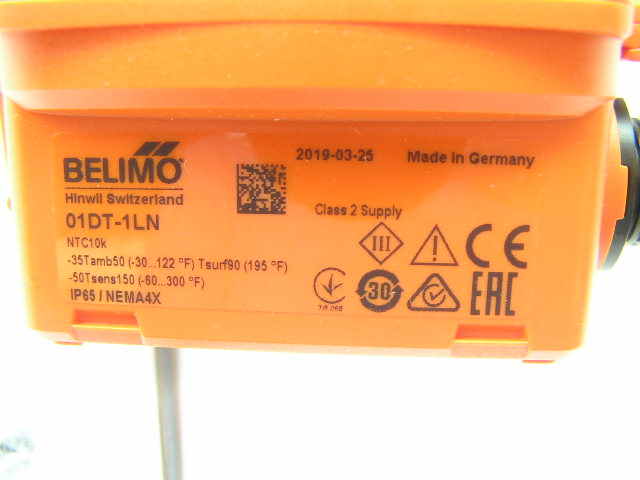 BELIMO
2019-03-25 Made in Germany
Hinwil Switzerland
01DT-1LN
Class 2 Supply
NTC10k
-35Tamb50 (-30...122 °F) Tsurf90 (195 °F)
-50Tsens150 (-60...300 °F)
IP65 / NEMA4X
III
CE
30
EAC